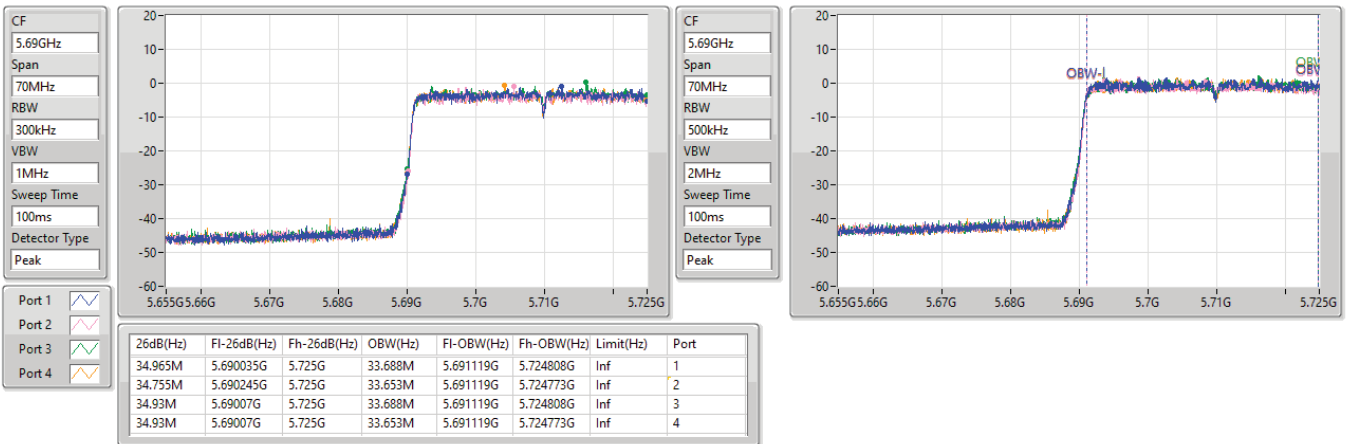 CF
5.69GHz
Span
70MHz
RBW
300kHz
VBW
1MHz
Sweep Time
100ms
Detector Type
Peak
20
10
0
-10
-20
-30
-40
-50
-60
5.655G 5.66G 5.67G 5.68G 5.69G 5.7G 5.71G 5.725G
CF
5.69GHz
Span
70MHz
RBW
500kHz
VBW
2MHz
Sweep Time
100ms
Detector Type
Peak
20
10
0
-10
-20
-30
-40
-50
-60
OBW-
5.655G 5.66G 5.67G 5.68G 5.69G 5.7G 5.71G 5.725G
Port 1
Port 2
Port 3
Port 4
26dB(Hz) Fl-26dB(Hz) Fh-26dB(Hz) OBW(Hz) Fl-OBW(Hz) Fh-OBW(Hz) Limit(Hz) Port
34.965M 5.690035G 5.725G 33.688M 5.691119G 5.724808G Inf 1
34.755M 5.690245G 5.725G 33.653M 5.691119G 5.724773G Inf 2
34.93M 5.69007G 5.725G 33.688M 5.691119G 5.724808G Inf 3
34.93M 5.69007G 5.725G 33.653M 5.691119G 5.724773G Inf 4